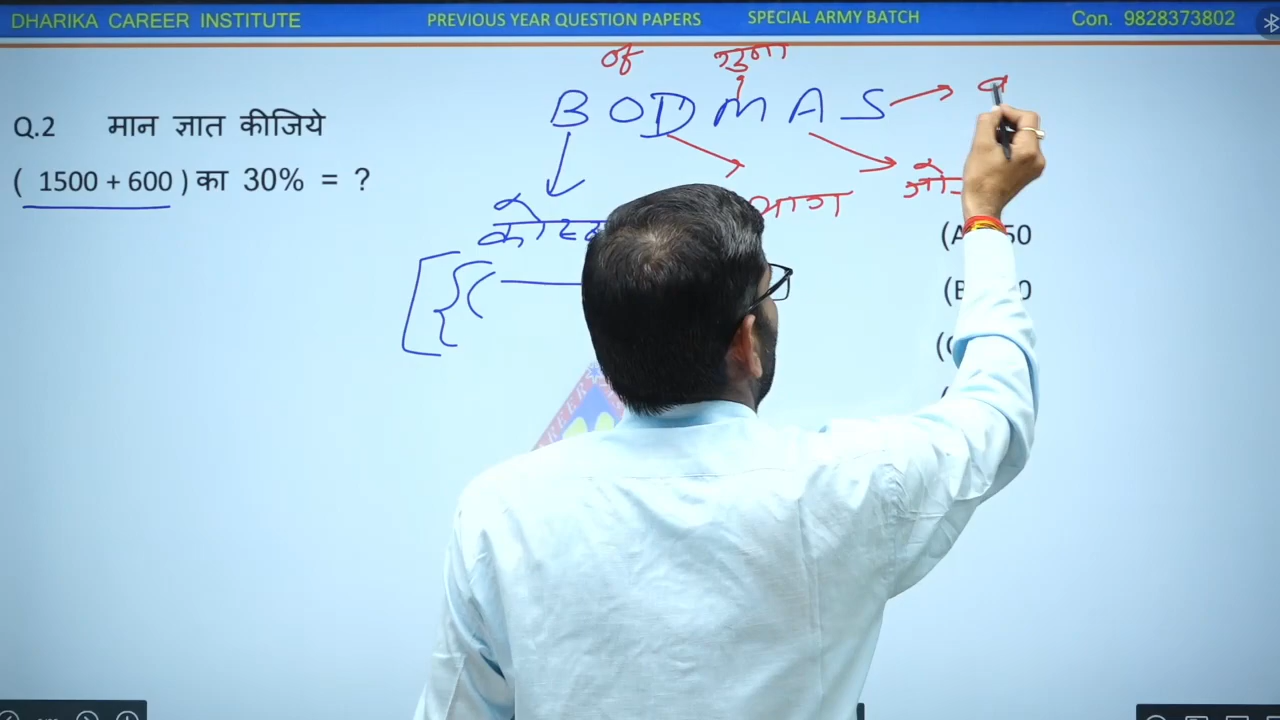 DHARIKA CAREER INSTITUTE PREVIOUS YEAR QUESTION PAPERS SPECIAL ARMY BATCH Con. 9828373802
of गुना
BODMAS
Q.2 मान ज्ञात कीजिये
( 1500 + 600 ) का 30% = ?
भाग
[{(